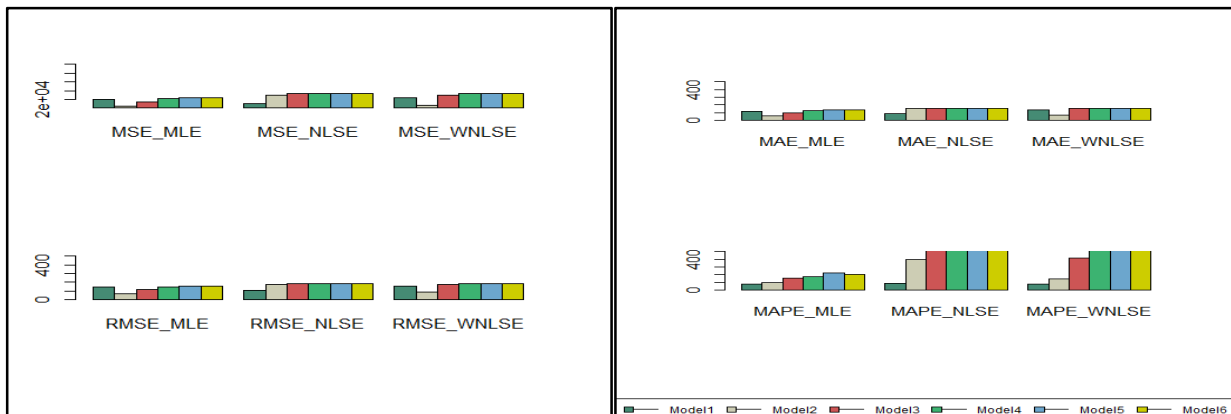 2e+04
MSE_MLE MSE_NLSE MSE_WNLSE
400
0
RMSE_MLE RMSE_NLSE RMSE_WNLSE
400
0
MAE_MLE MAE_NLSE MAE_WNLSE
400
0
MAPE_MLE MAPE_NLSE MAPE_WNLSE
Model1 Model2 Model3 Model4 Model5 Model6